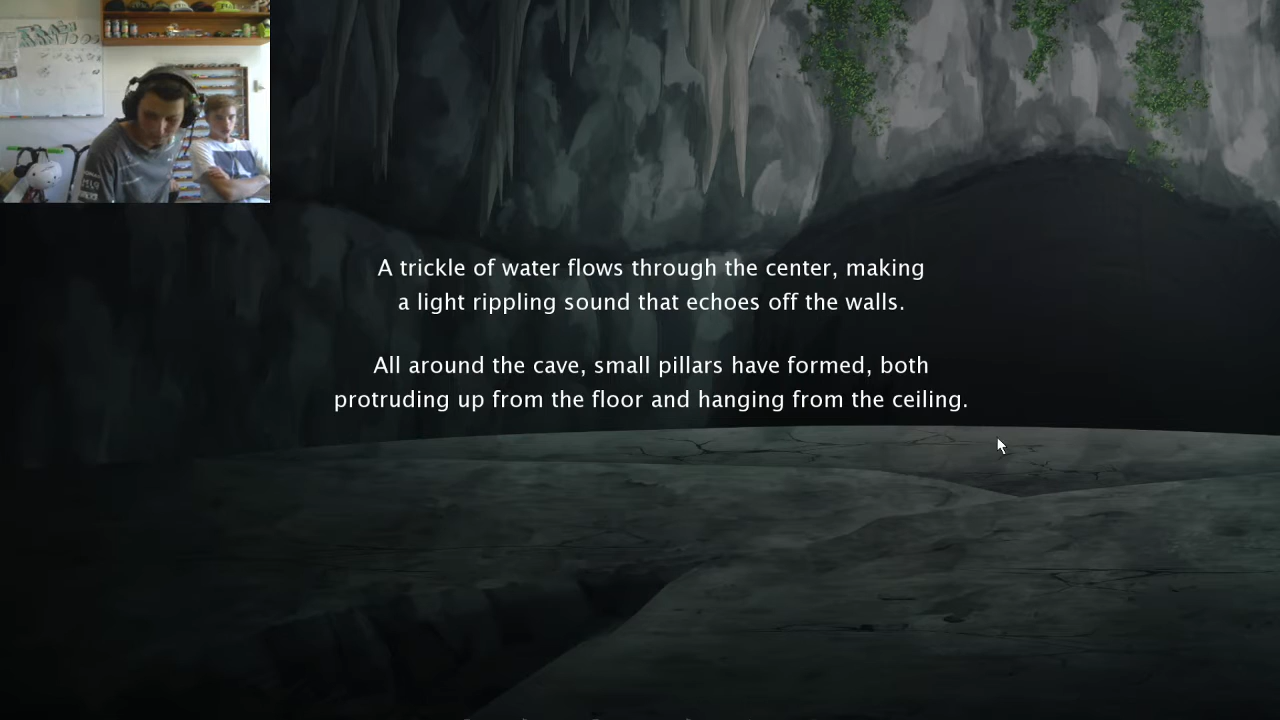 A trickle of water flows through the center, making
a light rippling sound that echoes off the walls.
All around the cave, small pillars have formed, both
protruding up from the floor and hanging from the ceiling.